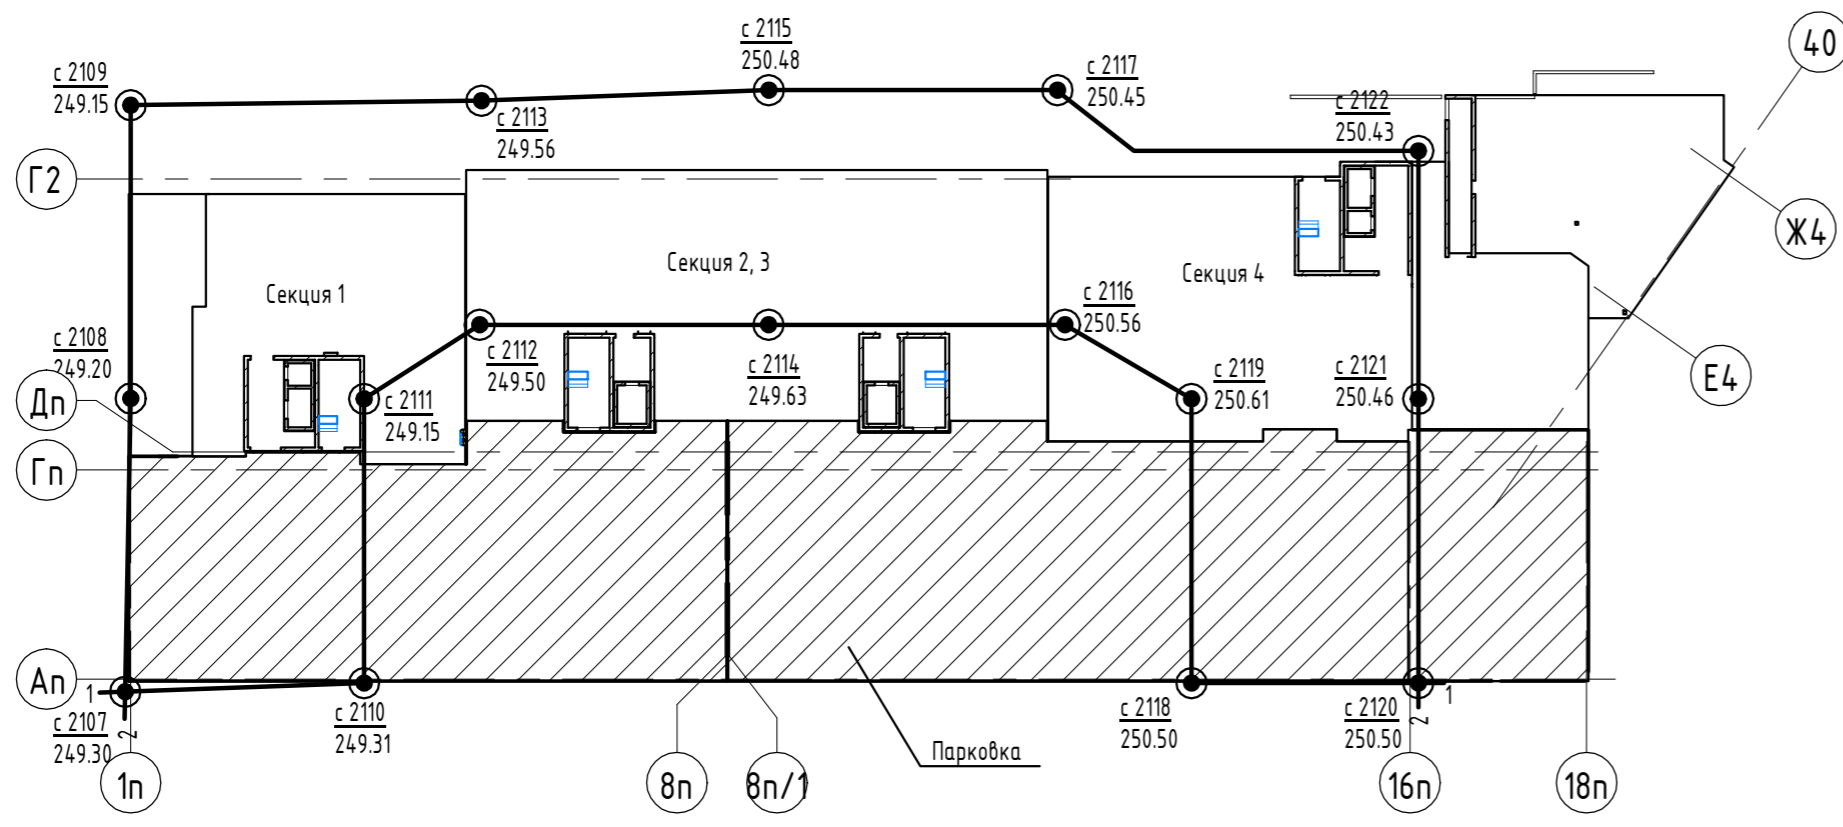 с 2115
250.48
40
с 2109
249.15
с 2117
250.45
с 2113
249.56
с 2122
250.43
Г2
Ж4
Секция 1
Секция 2, 3
Секция 4
с 2116
250.56
с 2108
249.20
с 2112
249.50
с 2114
249.63
с 2119
250.61
с 2121
250.46
Е4
Дп
с 2111
249.15
Гп
Ап
1
2
с 2107
249.30
с 2110
249.31
с 2118
250.50
с 2120
250.50
1
2
Парковка
1п
8п
8п/1
16п
18п